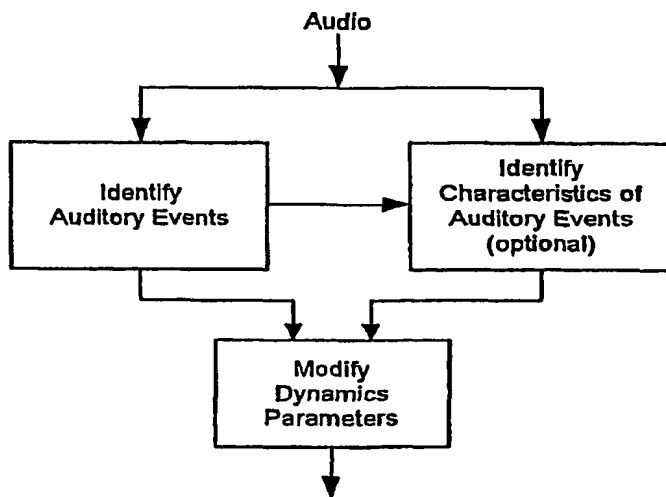 Audio
Identify
Auditory Events
Identify
Characteristics of
Auditory Events
(optional)
Modify
Dynamics
Parameters